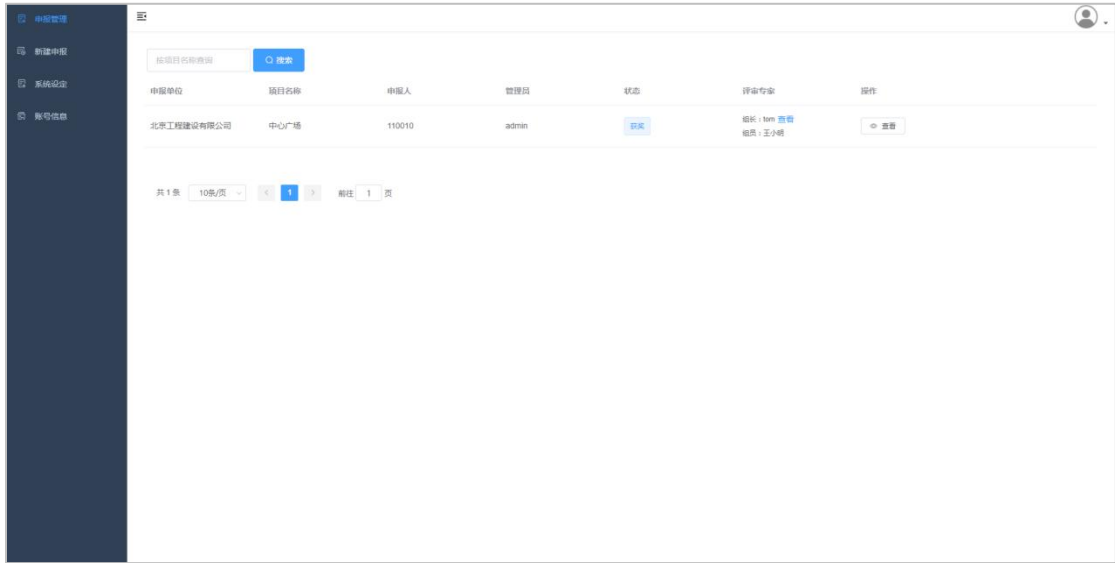 申报管理
新建申报
系统设定
账号信息
按项目名称查询
搜索
申报单位 项目名称 申报人 管理员 状态 评审专家 操作
北京工程建设有限公司 中心广场 110010 admin 获奖 组长：tom 查看 查看
组员：王小明
共 1 条 10条/页 1 前往 1 页